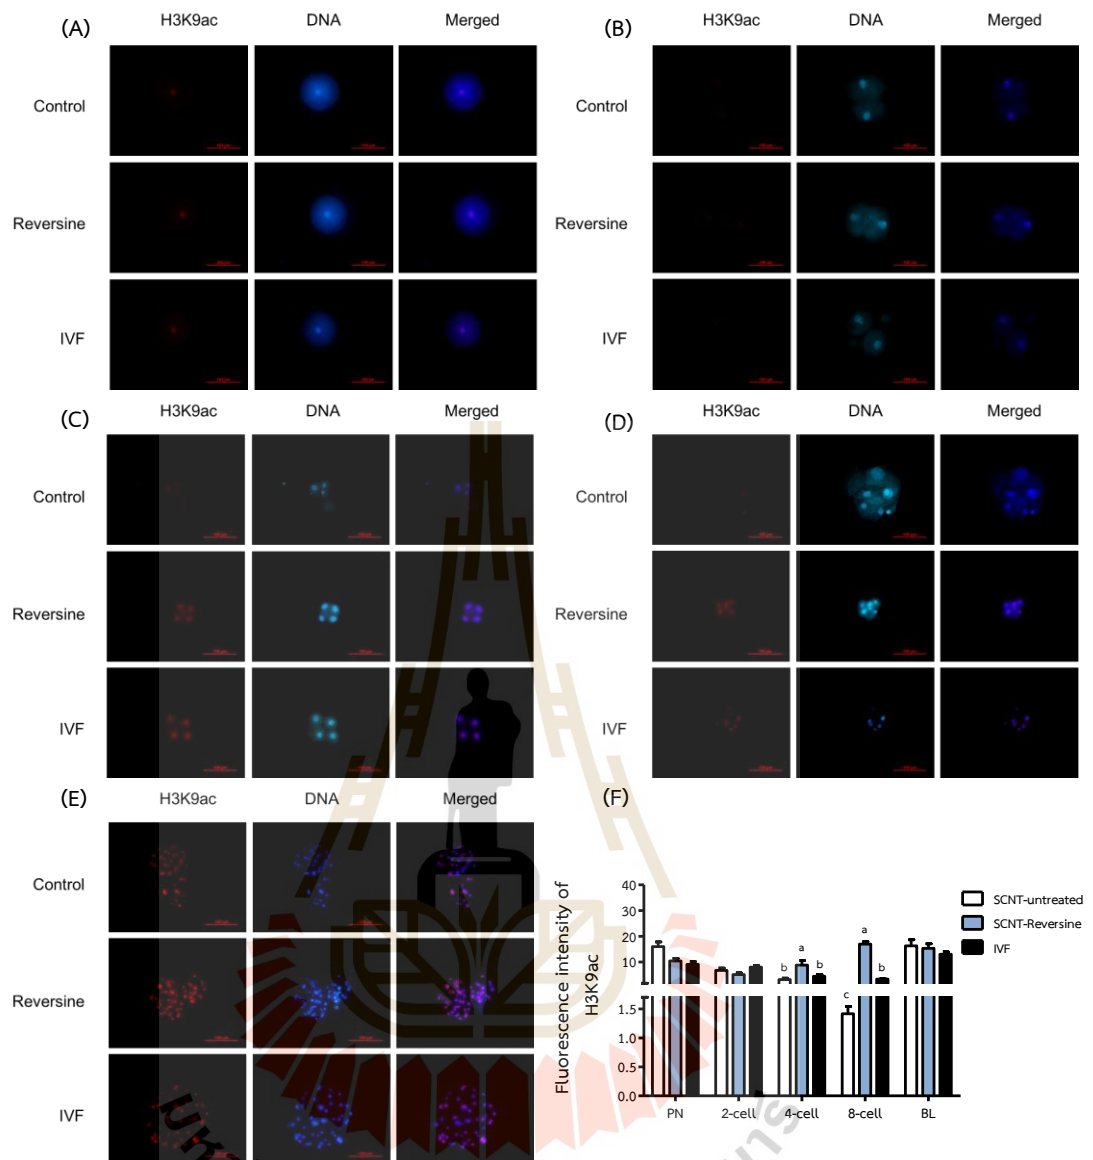 (A)
H3K9ac DNA Merged
Control
Reversine
IVF
(B)
H3K9ac DNA Merged
Control
Reversine
IVF
(C)
H3K9ac DNA Merged
Control
Reversine
IVF
(D)
H3K9ac DNA Merged
Control
Reversine
IVF
(E)
H3K9ac DNA Merged
Control
Reversine
IVF
(F)
Fluorescence intensity of
H3K9ac
40
30
20
10
1.5
1.0
0.5
0.0
b a b
c a b
PN 2-cell 4-cell 8-cell BL
SCNT-untreated
SCNT-Reversine
IVF